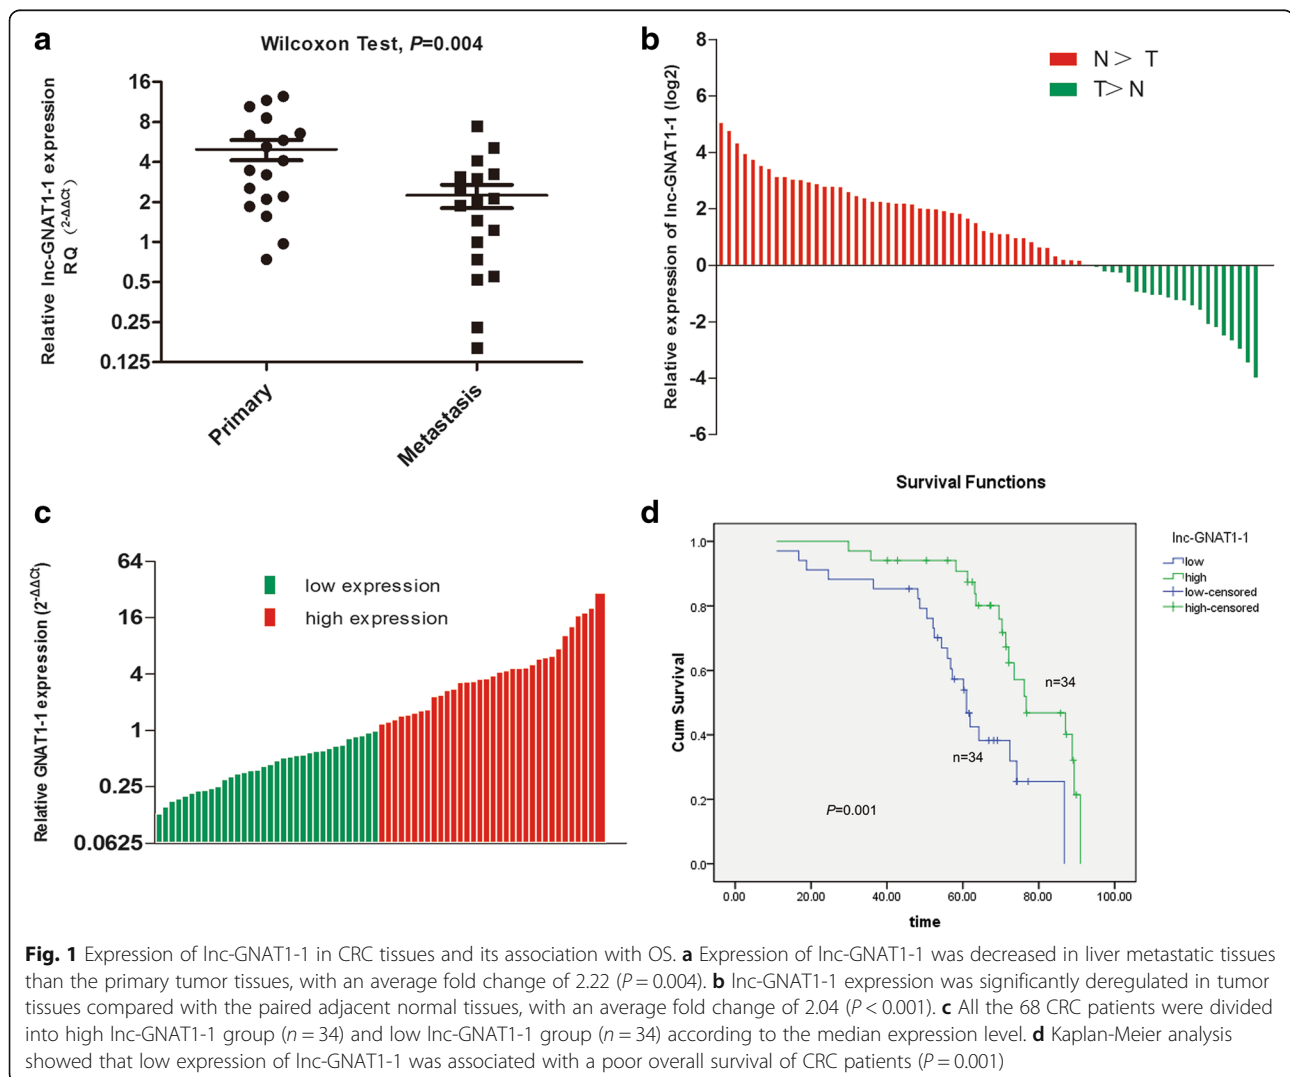 a
Wilcoxon Test, P=0.004
Relative lnc-GNAT1-1 expression
RQ (2-ΔΔCt)
16
8
4
2
1
0.5
0.25
0.125
Primary
Metastasis
b
Relative expression of lnc-GNAT1-1 (log2)
8
6
4
2
0
-2
-4
-6
N > T
T> N
c
Relative GNAT1-1 expression (2-ΔΔCt)
64
16
4
1
0.25
0.0625
low expression
high expression
d
Survival Functions
Cum Survival
1.0
0.8
0.6
0.4
0.2
0.0
n=34
n=34
P=0.001
0.00
20.00
40.00
60.00
80.00
100.00
time
lnc-GNAT1-1
low
high
low-censored
high-censored
Fig. 1 Expression of lnc-GNAT1-1 in CRC tissues and its association with OS. a Expression of lnc-GNAT1-1 was decreased in liver metastatic tissues
than the primary tumor tissues, with an average fold change of 2.22 (P = 0.004). b lnc-GNAT1-1 expression was significantly deregulated in tumor
tissues compared with the paired adjacent normal tissues, with an average fold change of 2.04 (P < 0.001). c All the 68 CRC patients were divided
into high lnc-GNAT1-1 group (n = 34) and low lnc-GNAT1-1 group (n = 34) according to the median expression level. d Kaplan-Meier analysis
showed that low expression of lnc-GNAT1-1 was associated with a poor overall survival of CRC patients (P = 0.001)